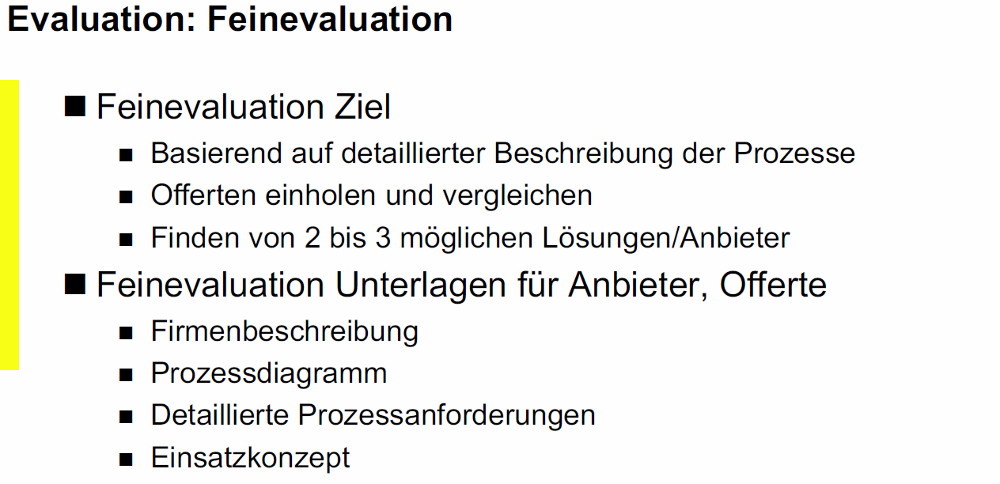 Evaluation: Feinevaluation
Feinevaluation Ziel
Basierend auf detaillierter Beschreibung der Prozesse
Offerten einholen und vergleichen
Finden von 2 bis 3 möglichen Lösungen/Anbieter
Feinevaluation Unterlagen für Anbieter, Offerte
Firmenbeschreibung
Prozessdiagramm
Detaillierte Prozessanforderungen
Einsatzkonzept